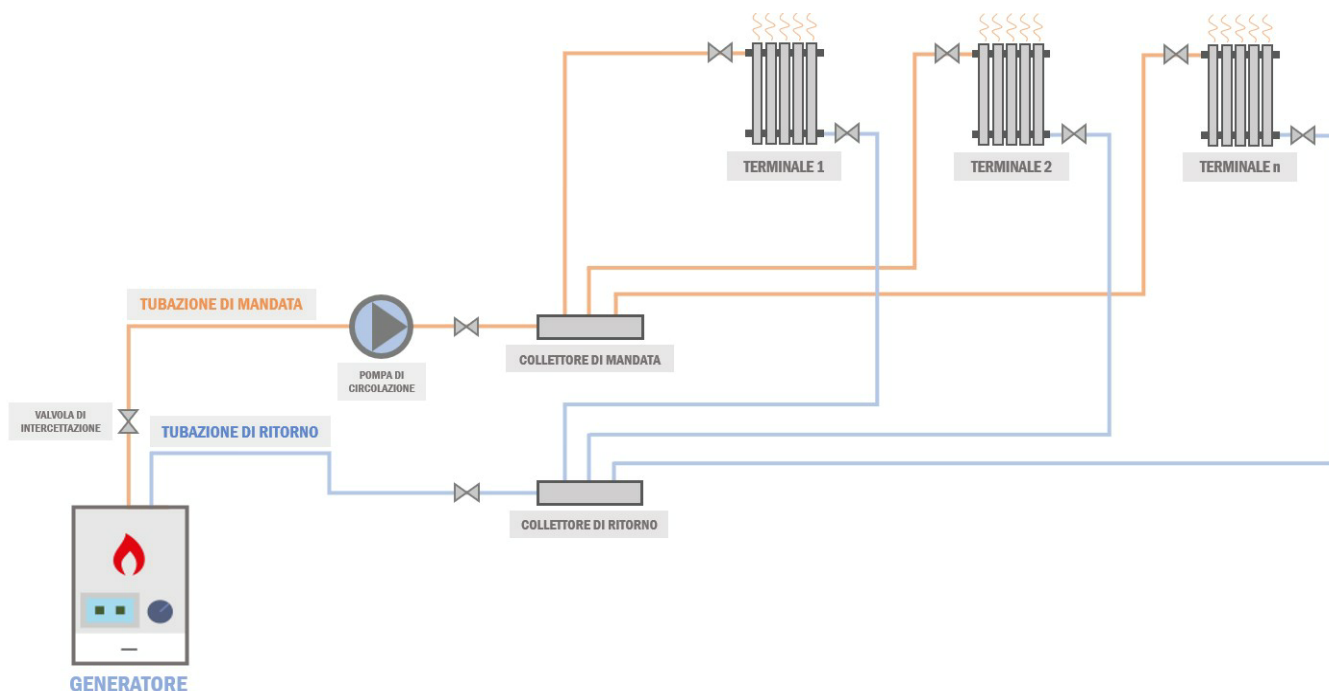 TERMINALE 1
TERMINALE 2
TERMINALE n
TUBAZIONE DI MANDATA
POMPA DI
CIRCOLAZIONE
COLLETTORE DI MANDATA
VALVOLA DI
INTERCETTAZIONE
TUBAZIONE DI RITORNO
COLLETTORE DI RITORNO
GENERATORE